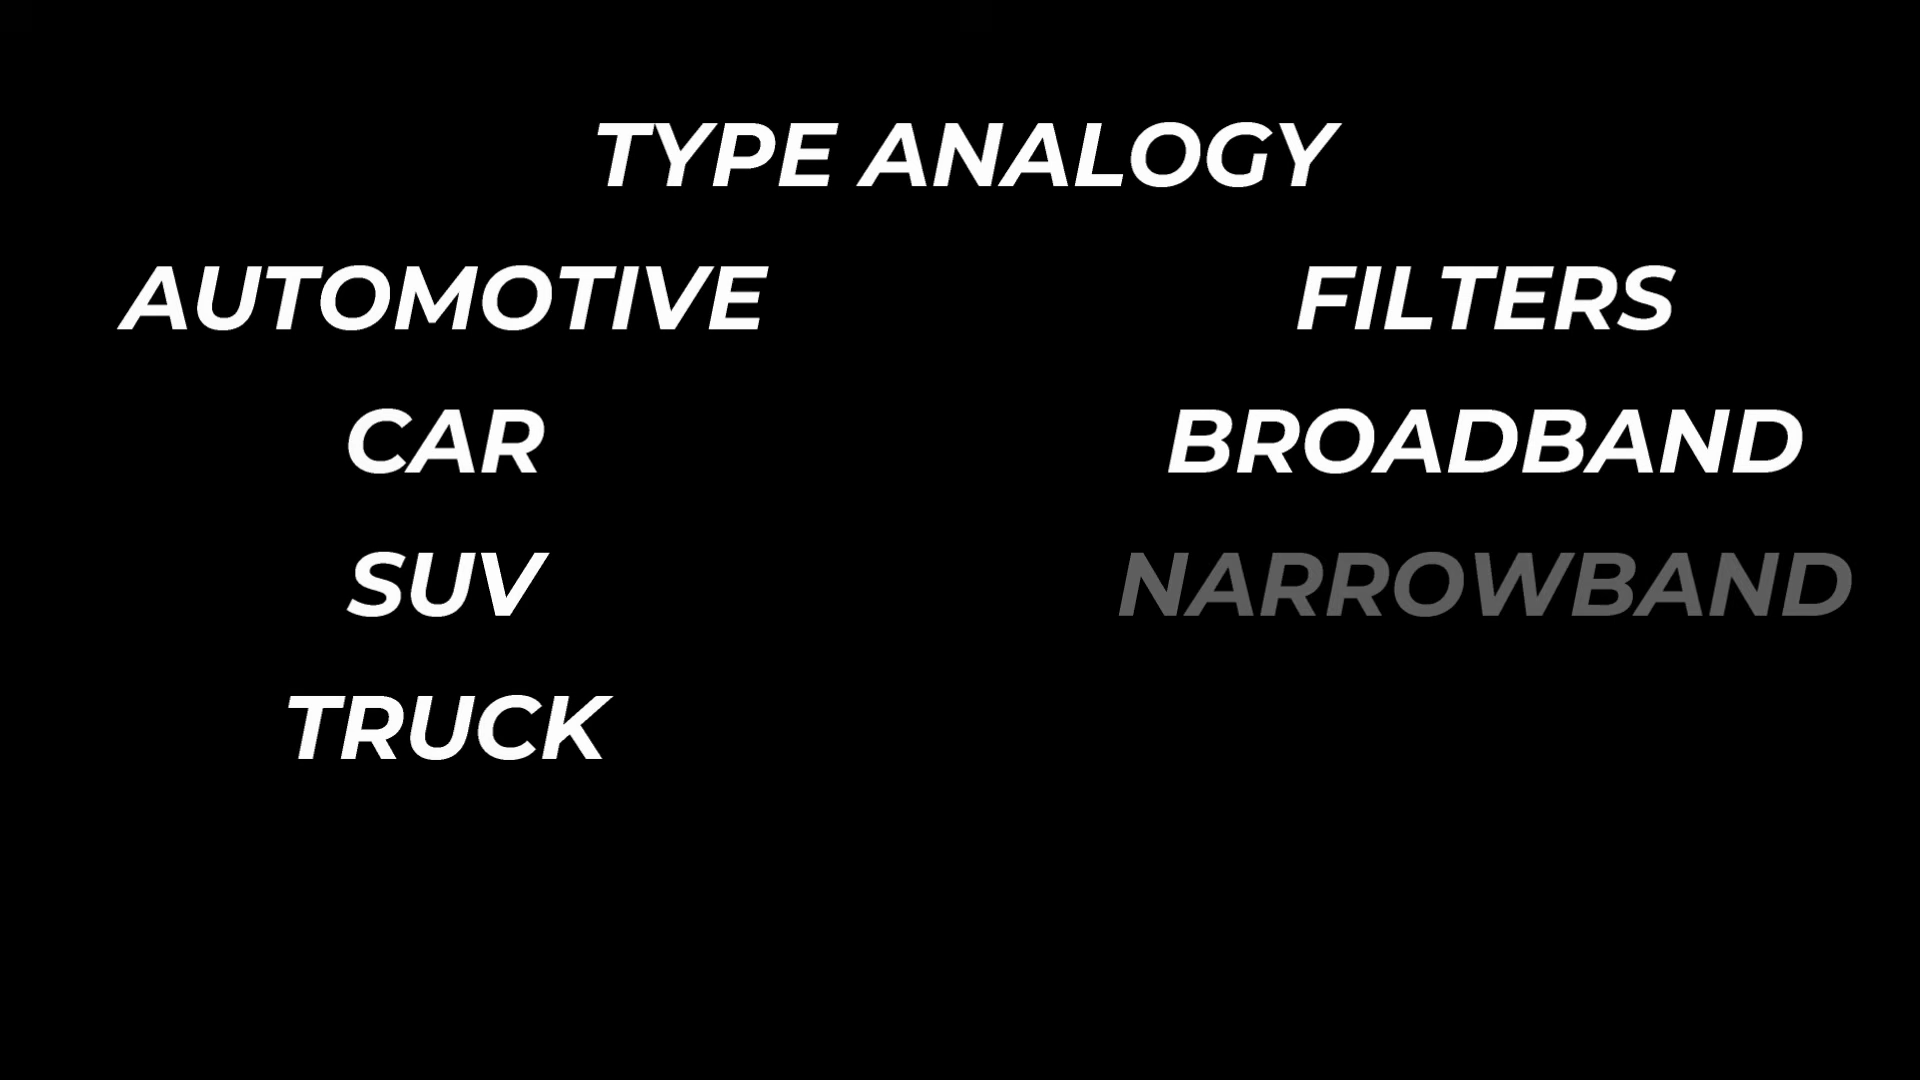 TYPE ANALOGY
AUTOMOTIVE
CAR
SUV
TRUCK
FILTERS
BROADBAND
NARROWBAND